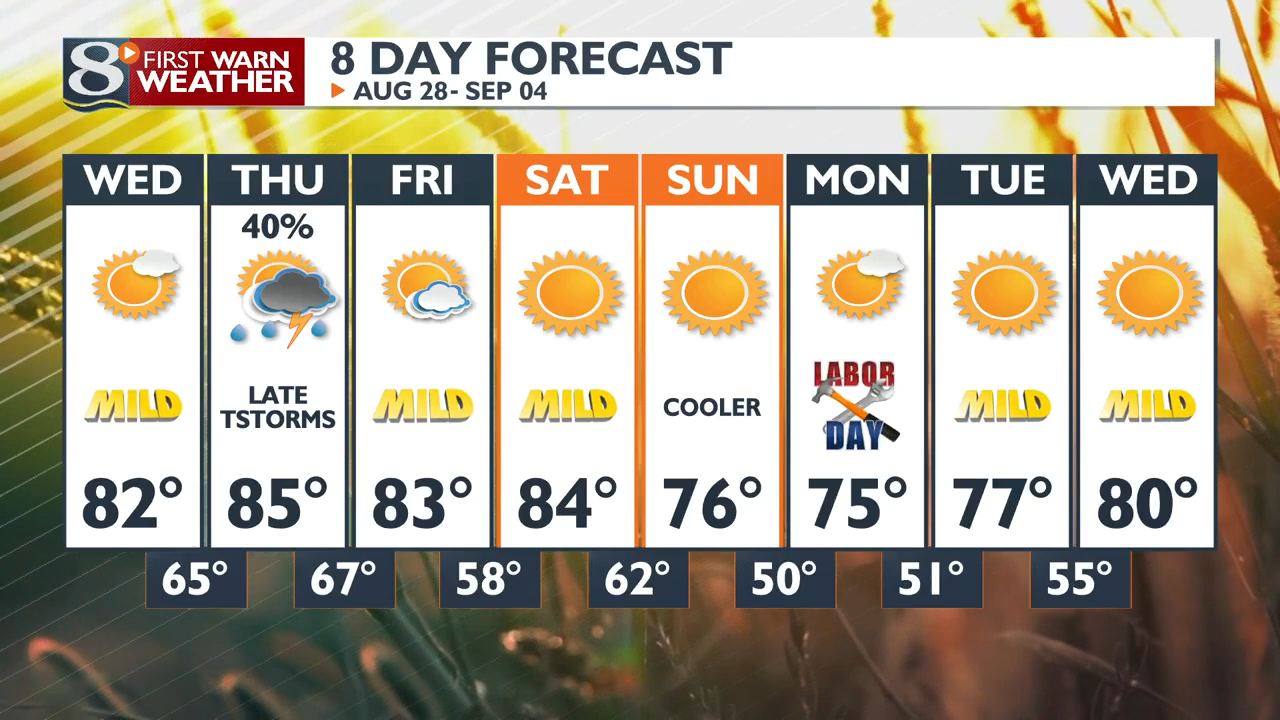 8 FIRST WARN
WEATHER
8 DAY FORECAST
AUG 28- SEP 04
WED THU FRI SAT SUN MON TUE WED
40%
MILD
LATE
TSTORMS
MILD
MILD
COOLER
LABOR
DAY
MILD
MILD
82° 85° 83° 84° 76° 75° 77° 80°
65° 67° 58° 62° 50° 51° 55°